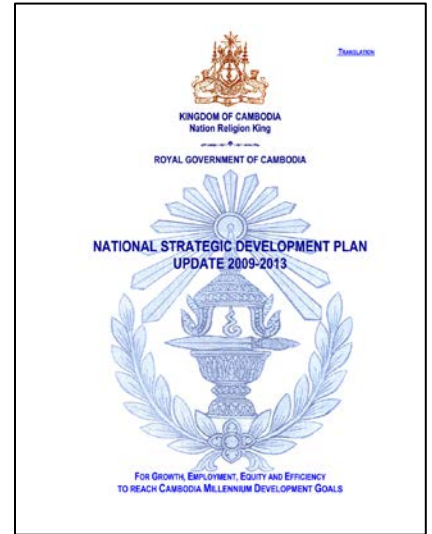 TRANSLATION
KINGDOM OF CAMBODIA
Nation Religion King
ROYAL GOVERNMENT OF CAMBODIA
NATIONAL STRATEGIC DEVELOPMENT PLAN
UPDATE 2009-2013
FOR GROWTH, EMPLOYMENT, EQUITY AND EFFICIENCY
TO REACH CAMBODIA MILLENNIUM DEVELOPMENT GOALS